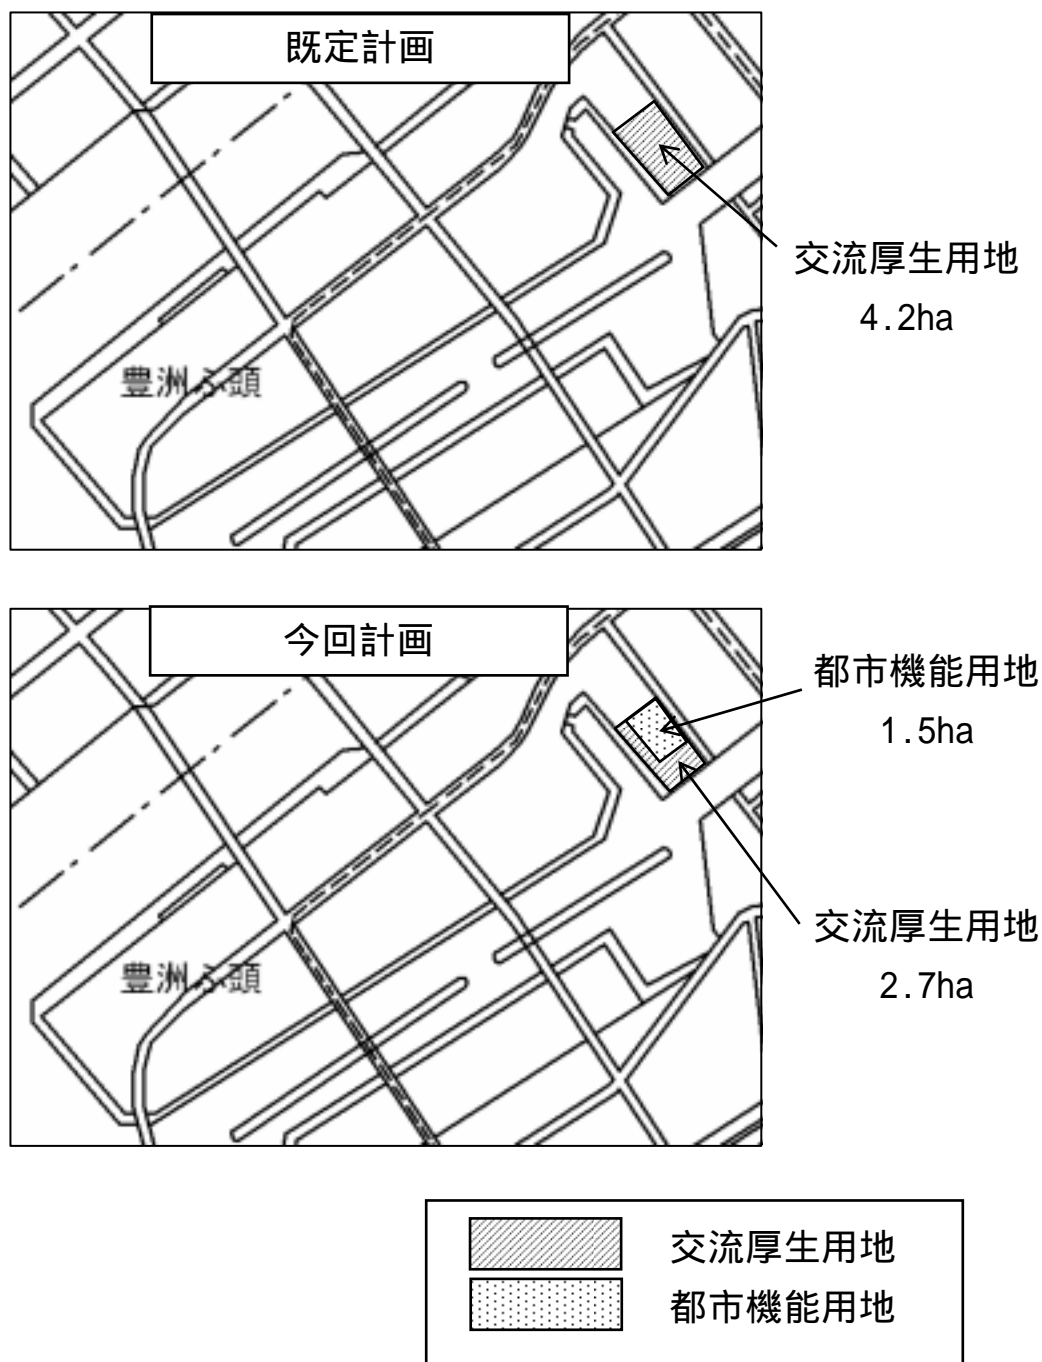 既定計画
交流厚生用地
4.2ha
豊洲ふ頭
今回計画
都市機能用地
1.5ha
交流厚生用地
2.7ha
豊洲ふ頭
交流厚生用地
都市機能用地